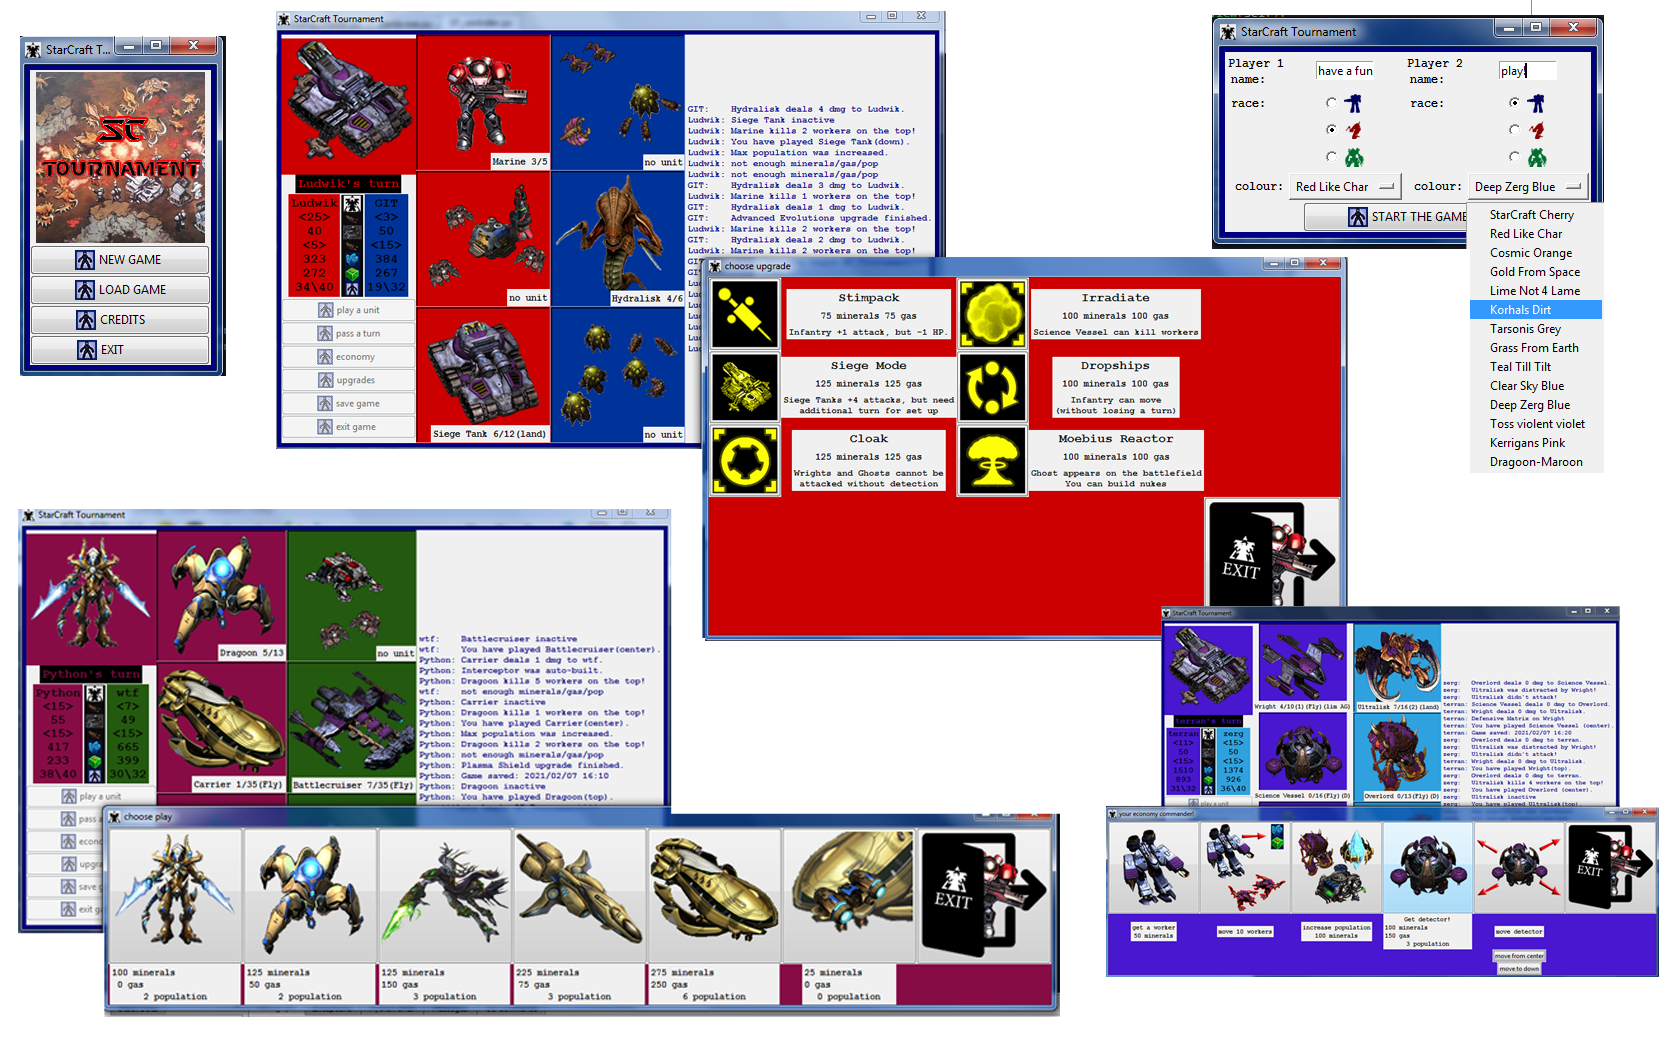 StarCraft T...
SC
TOURNAMENT
NEW GAME
LOAD GAME
CREDITS
EXIT
StarCraft Tournament
Marine 3/5
no unit
Ludwik's turn
Ludwik GIT
<25> <3>
40 50
<5> <15>
323 384
272 267
34\40 19/32
play a unit
pass a turn
economy
upgrades
save game
exit game
no unit
Hydralisk 4/6
Siege Tank 6/12(land)
no unit
GIT: Hydralisk deals 4 dmg to Ludwik.
Ludwik: Siege Tank inactive
Ludwik: Marine kills 2 workers on the top!
Ludwik: You have played Siege Tank(down).
Ludwik: Max population was increased.
Ludwik: not enough minerals/gas/pop
Ludwik: not enough minerals/gas/pop
GIT: Hydralisk deals 3 dmg to Ludwik.
Ludwik: Marine kills 1 workers on the top!
GIT: Hydralisk deals 1 dmg to Ludwik.
GIT: Advanced Evolutions upgrade finished.
Ludwik: Marine kills 2 workers on the top!
GIT: Hydralisk deals 2 dmg to Ludwik.
Ludwik: Marine kills 2 workers on the top!
choose upgrade
Stimpack
75 minerals 75 gas
Infantry +1 attack, but -1 HP.
Irradiate
100 minerals 100 gas
Science Vessel can kill workers
Siege Mode
125 minerals 125 gas
Siege Tanks +4 attacks, but need
additional turn for set up
Dropships
100 minerals 100 gas
Infantry can move
(without losing a turn)
Cloak
125 minerals 125 gas
Wrights and Ghosts cannot be
attacked without detection
Moebius Reactor
100 minerals 100 gas
Ghost appears on the battlefield
You can build nukes
EXIT
StarCraft Tournament
Player 1
name:
have a fun
Player 2
name:
play!
race:
race:
colour: Red Like Char
colour: Deep Zerg Blue
START THE GAME
StarCraft Cherry
Red Like Char
Cosmic Orange
Gold From Space
Lime Not 4 Lame
Korhals Dirt
Tarsonis Grey
Grass From Earth
Teal Till Tilt
Clear Sky Blue
Deep Zerg Blue
Toss violent violet
Kerrigans Pink
Dragoon-Maroon
StarCraft Tournament
Dragoon 5/13
no unit
Python's turn
Python wtf
<15> <7>
55 49
<15> <15>
417 665
233 399
38\40 30\32
play a unit
pass a
econo
upgra
save g
exit ga
Carrier 1/35(Fly)
Battlecruiser 7/35(Fly)
wtf: Battlecruiser inactive
wtf: You have played Battlecruiser(center).
Python: Carrier deals 1 dmg to wtf.
Python: Interceptor was auto-built.
Python: Dragoon kills 5 workers on the top!
wtf: not enough minerals/gas/pop
Python: Carrier inactive
Python: Dragoon kills 1 workers on the top!
Python: You have played Carrier(center).
Python: Max population was increased.
Python: Dragoon kills 2 workers on the top!
Python: not enough minerals/gas/pop
Python: Plasma Shield upgrade finished.
Python: Game saved: 2021/02/07 16:10
Python: Dragoon inactive
Python: You have played Dragoon(top).
choose play
EXIT
100 minerals
0 gas
2 population
125 minerals
50 gas
2 population
125 minerals
150 gas
3 population
225 minerals
75 gas
3 population
275 minerals
250 gas
6 population
25 minerals
0 gas
0 population
StarCraft Tournament
Wright 4/10(1)(Fly)(lim AG)
Ultralisk 7/16(2)(land)
terran's turn
terran zerg
<11> <15>
50 50
<15> <15>
1510 1374
893 926
31/32 36/40
play a unit
Science Vessel 0/16(Fly)(D)
Overlord 0/13(Fly)(D)
zerg: Overlord deals 0 dmg to Science Vessel.
zerg: Ultralisk was distracted by Wright!
zerg: Ultralisk didn't attack!
terran: Science Vessel deals 0 dmg to Overlord.
terran: Wright deals 0 dmg to Ultralisk.
terran: Defensive Matrix on Wright
terran: You have played Science Vessel (center).
terran: Game saved: 2021/02/07 16:20
zerg: Overlord deals 0 dmg to terran.
zerg: Ultralisk was distracted by Wright!
terran: Wright deals 0 dmg to Ultralisk.
terran: You have played Wright(top).
zerg: Overlord deals 0 dmg to terran.
zerg: Ultralisk kills 4 workers on the top!
zerg: You have played Overlord (center).
zerg: Ultralisk inactive
zerg: You have played Ultralisk(top).
your economy commander!
EXIT
get a worker
50 minerals
move 10 workers
increase population
100 minerals
Get detector!
100 minerals
150 gas
3 population
move detector
move from center
move to down